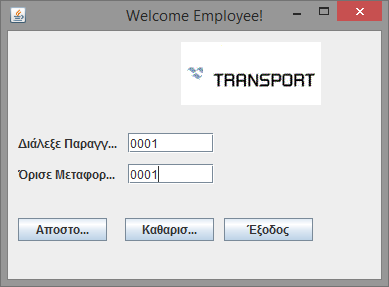 Welcome Employee!
TRANSPORT
Διάλεξε Παραγγ... 0001
Όρισε Μεταφορ... 0001
Αποστο... Καθαρισ... Έξοδος